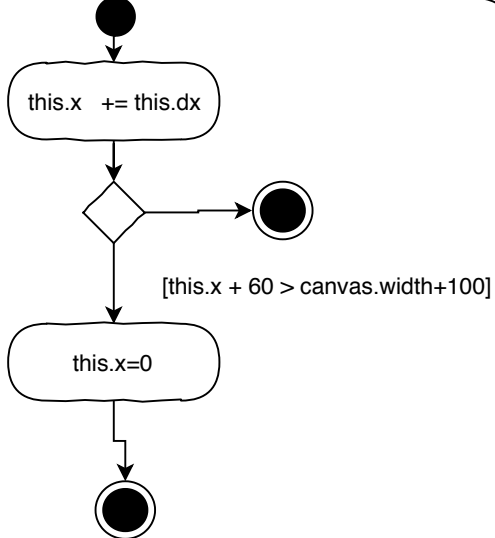 this.x += this.dx
[this.x + 60 > canvas.width+100]
this.x=0